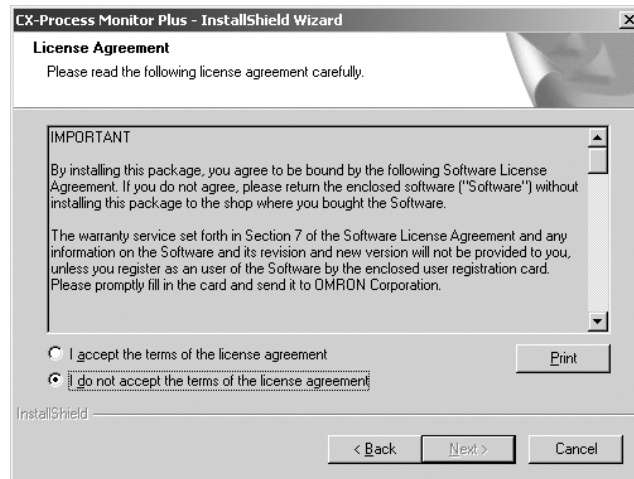 CX-Process Monitor Plus - InstallShield Wizard
License Agreement
Please read the following license agreement carefully.
IMPORTANT
By installing this package, you agree to be bound by the following Software License
Agreement. If you do not agree, please return the enclosed software ("Software") without
installing this package to the shop where you bought the Software.
The warranty service set forth in Section 7 of the Software License Agreement and any
information on the Software and its revision and new version will not be provided to you,
unless you register as an user of the Software by the enclosed user registration card.
Please promptly fill in the card and send it to OMRON Corporation.
I accept the terms of the license agreement
Print
I do not accept the terms of the license agreement
InstallShield
< Back
Next >
Cancel